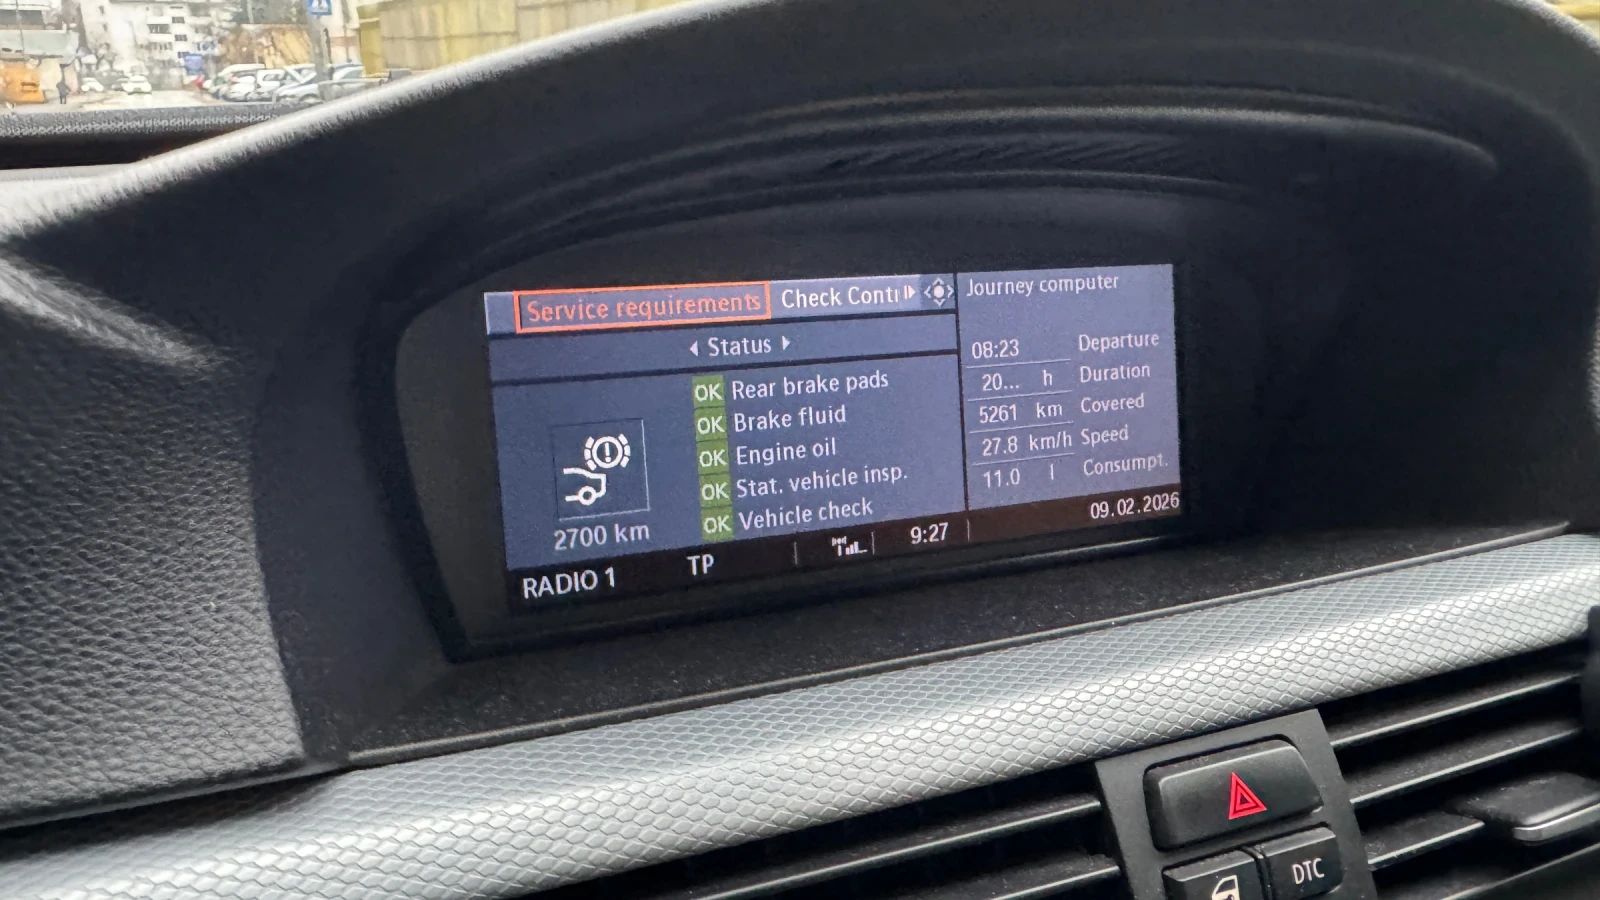 Service requirements Check Contr
Status
OK Rear brake pads
OK Brake fluid
OK Engine oil
OK Stat. vehicle insp.
OK Vehicle check
2700 km
Journey computer
08:23 Departure
20... h Duration
5261 km Covered
27.8 km/h Speed
11.0 l Consumpt.
09.02.2026
RADIO 1 TP 9:27
DTC